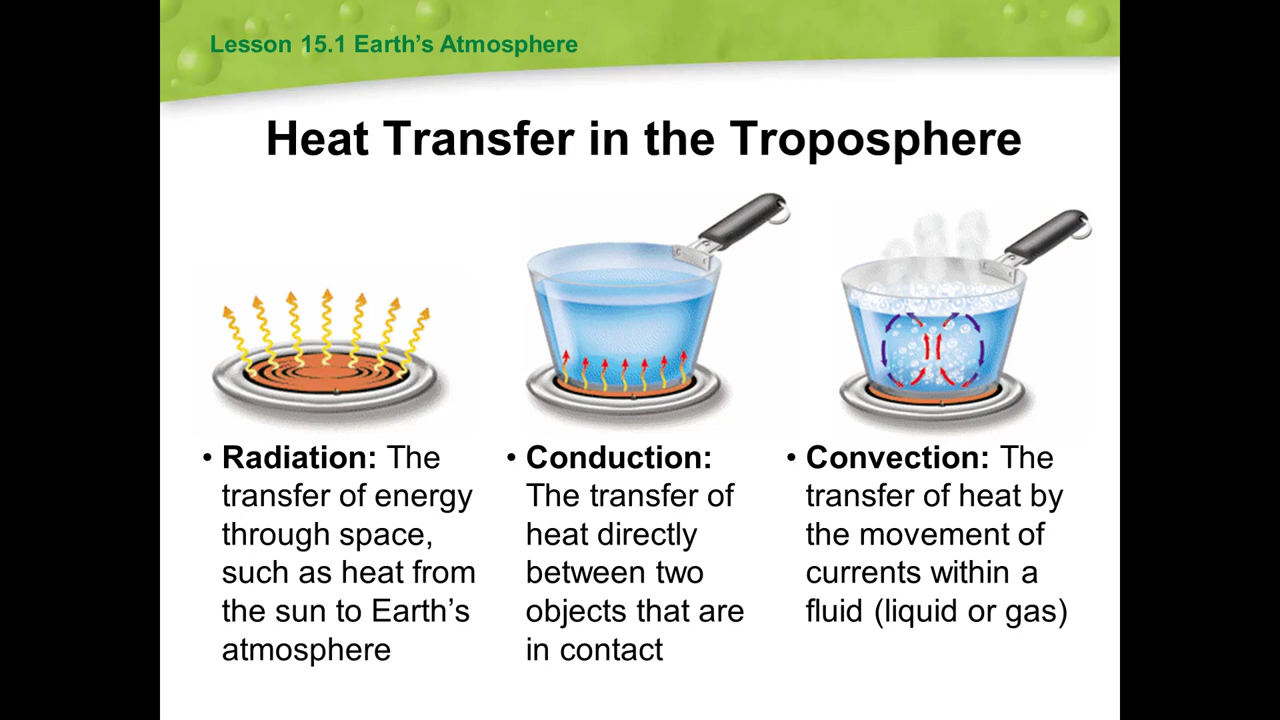 Lesson 15.1 Earth’s Atmosphere
Heat Transfer in the Troposphere
• Radiation: The
transfer of energy
through space,
such as heat from
the sun to Earth’s
atmosphere
• Conduction:
The transfer of
heat directly
between two
objects that are
in contact
• Convection: The
transfer of heat by
the movement of
currents within a
fluid (liquid or gas)